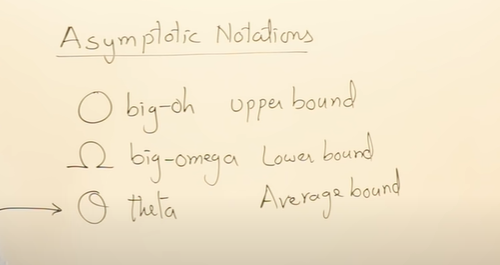 Asymptotic Notations
O big-oh upper bound
Ω big-omega Lower bound
→ Θ theta Average bound